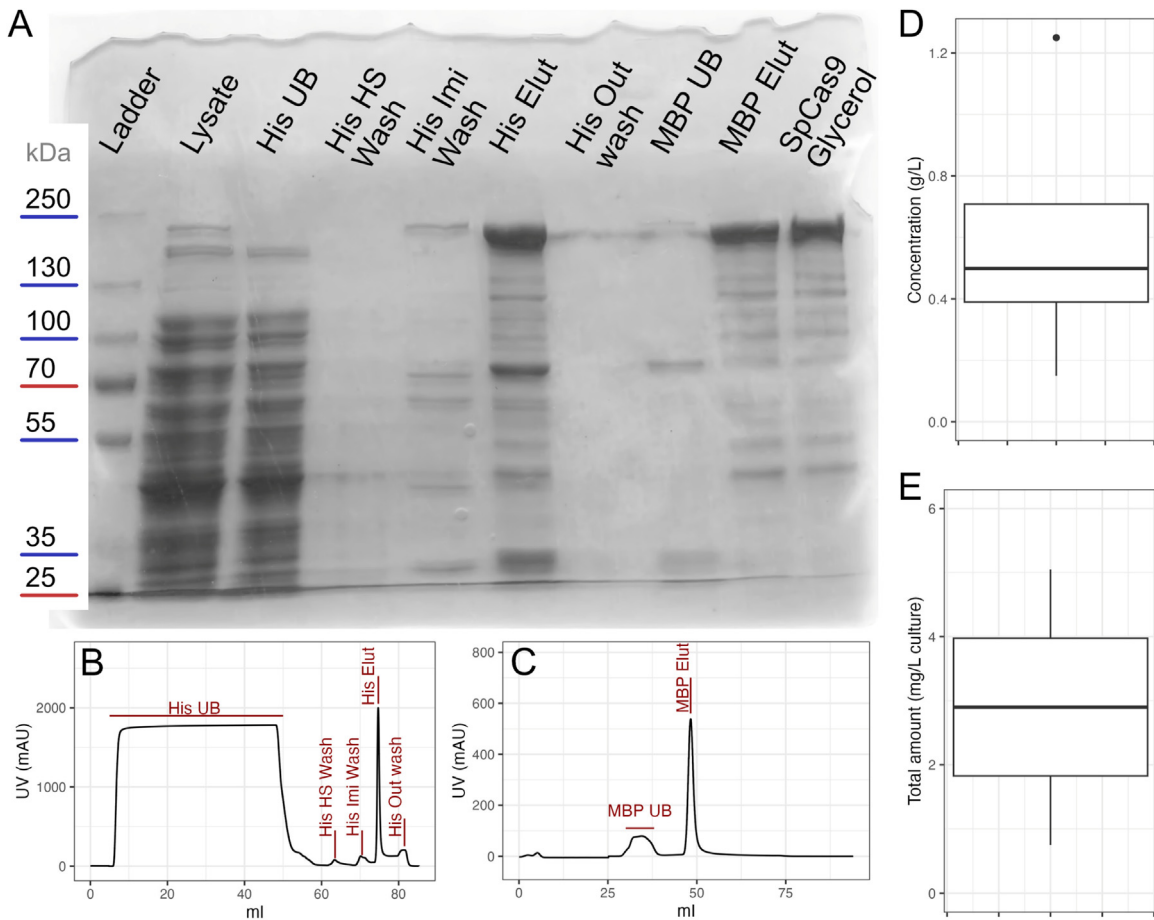 A
Ladder
Lysate
His UB
His HS
Wash
His Imi
Wash
His Elut
His Out
wash
MBP UB
MBP Elut
SpCas9
Glycerol
kDa
250
130
100
70
55
35
25
B
UV (mAU)
2000
1000
0
His UB
His HS Wash
His Imi Wash
His Elut
His Out wash
0
20
40
60
80
ml
C
UV (mAU)
800
600
400
200
0
MBP UB
MBP Elut
0
25
50
75
ml
D
Concentration (g/L)
1.2
0.8
0.4
0.0
E
Total amount (mg/L culture)
6
4
2
0